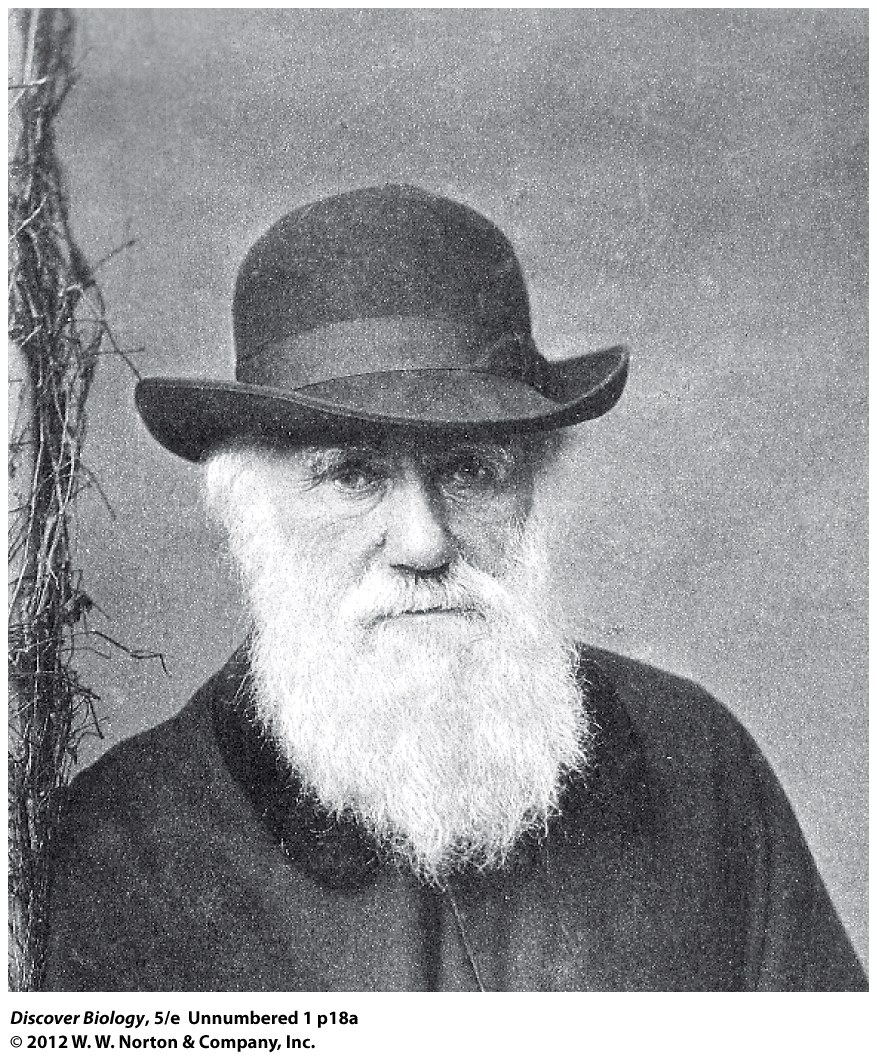 Discover Biology, 5/e Unnumbered 1 p18a
© 2012 W. W. Norton & Company, Inc.